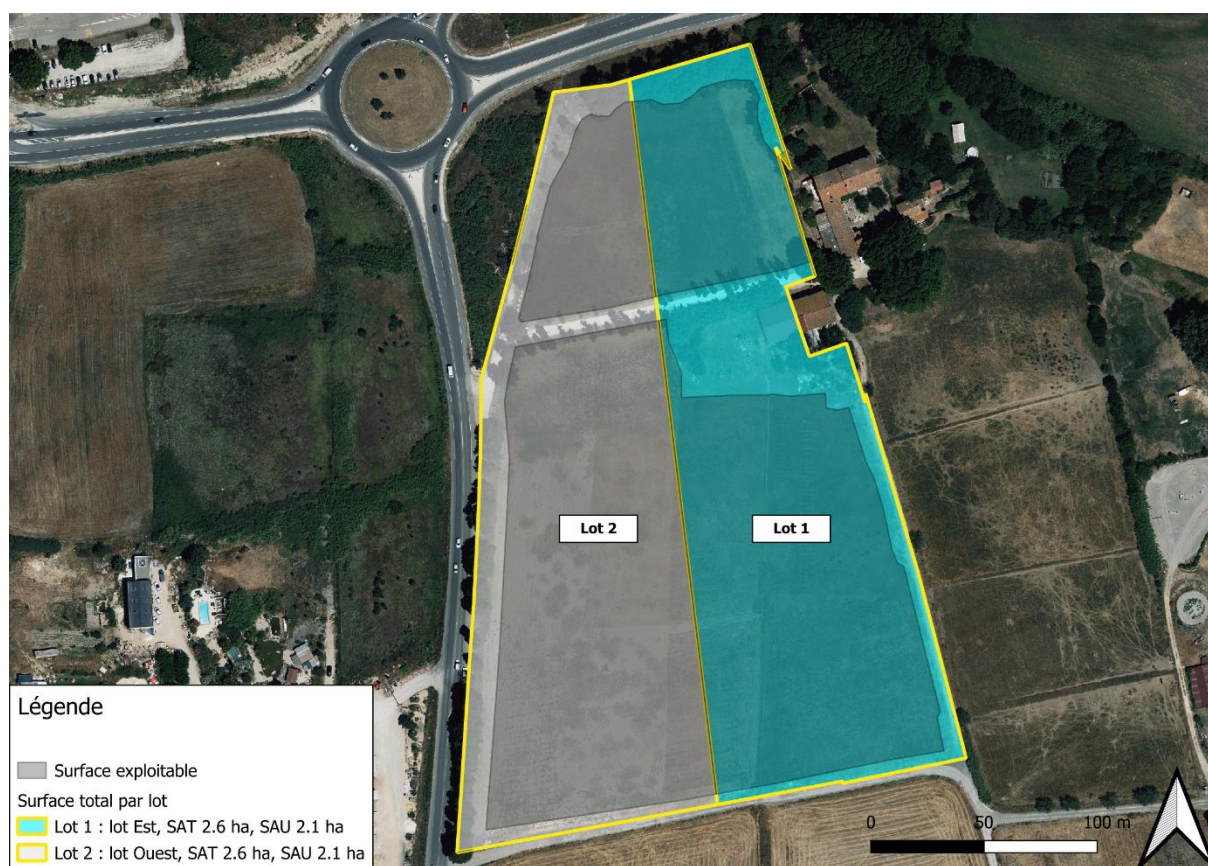 Lot 2
Lot 1
Légende
Surface exploitable
Surface total par lot
Lot 1 : lot Est, SAT 2.6 ha, SAU 2.1 ha
Lot 2 : lot Ouest, SAT 2.6 ha, SAU 2.1 ha
0 50 100 m